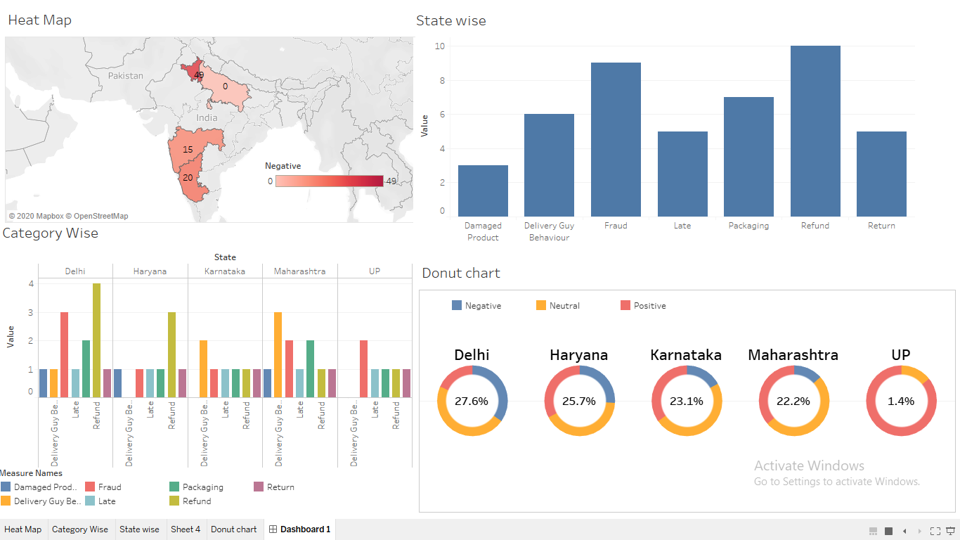 Heat Map
Pakistan
49
0
India
15
20
Negative
0
49
© 2020 Mapbox © OpenStreetMap
State wise
Value
10
8
6
4
2
0
Damaged Product
Delivery Guy Behaviour
Fraud
Late
Packaging
Refund
Return
Category Wise
State
Delhi
Haryana
Karnataka
Maharashtra
UP
Value
4
3
2
1
0
Delivery Guy Be..
Late
Refund
Delivery Guy Be..
Late
Refund
Delivery Guy Be..
Late
Refund
Delivery Guy Be..
Late
Refund
Delivery Guy Be..
Late
Refund
Measure Names
Damaged Prod..
Fraud
Packaging
Return
Delivery Guy Be..
Late
Refund
Donut chart
Negative
Neutral
Positive
Delhi
Haryana
Karnataka
Maharashtra
UP
27.6%
25.7%
23.1%
22.2%
1.4%
Activate Windows
Go to Settings to activate Windows.
Heat Map
Category Wise
State wise
Sheet 4
Donut chart
Dashboard 1